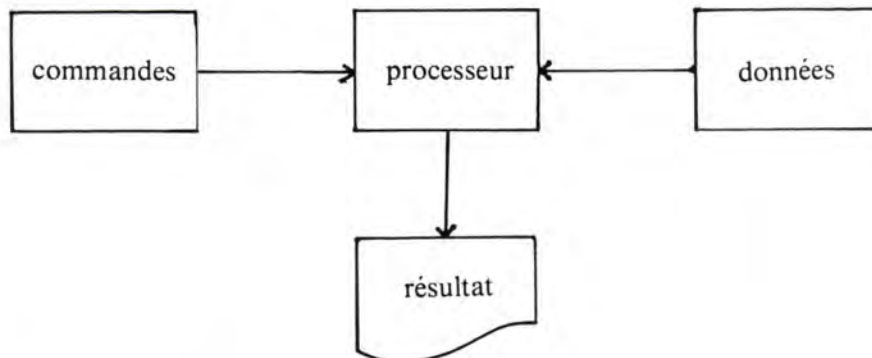 commandes
processeur
données
résultat